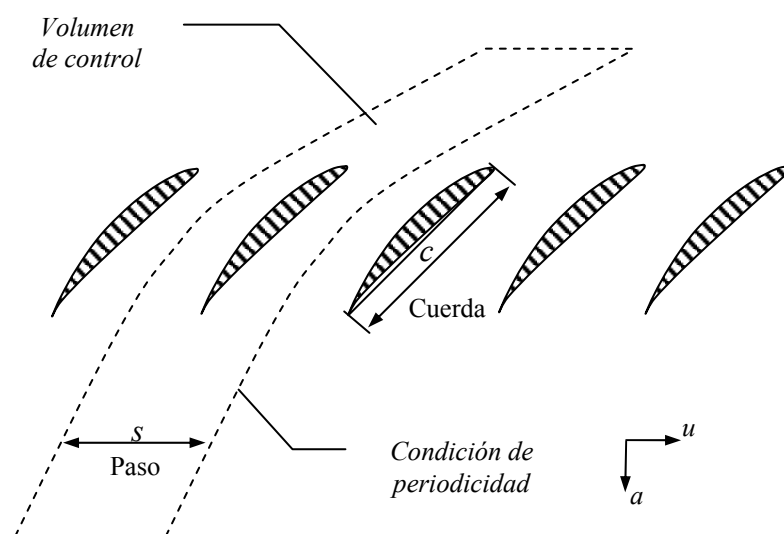 Volumen
de control
c
Cuerda
s
Paso
Condición de
periodicidad
u
a